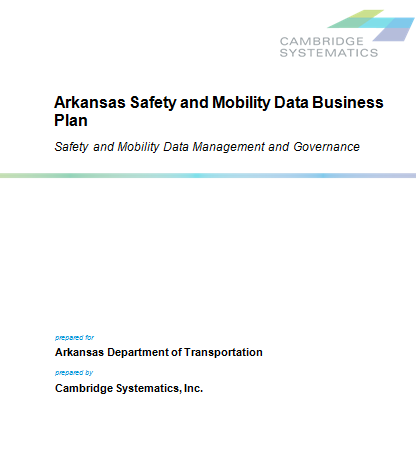 CAMBRIDGE
SYSTEMATICS
Arkansas Safety and Mobility Data Business
Plan
Safety and Mobility Data Management and Governance
prepared for
Arkansas Department of Transportation
prepared by
Cambridge Systematics, Inc.